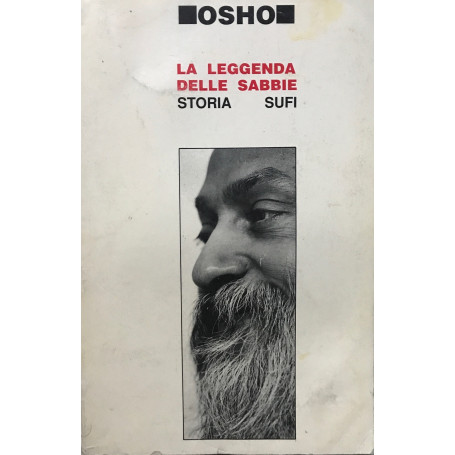 OSHO
LA LEGGENDA
DELLE SABBIE
STORIA SUFI